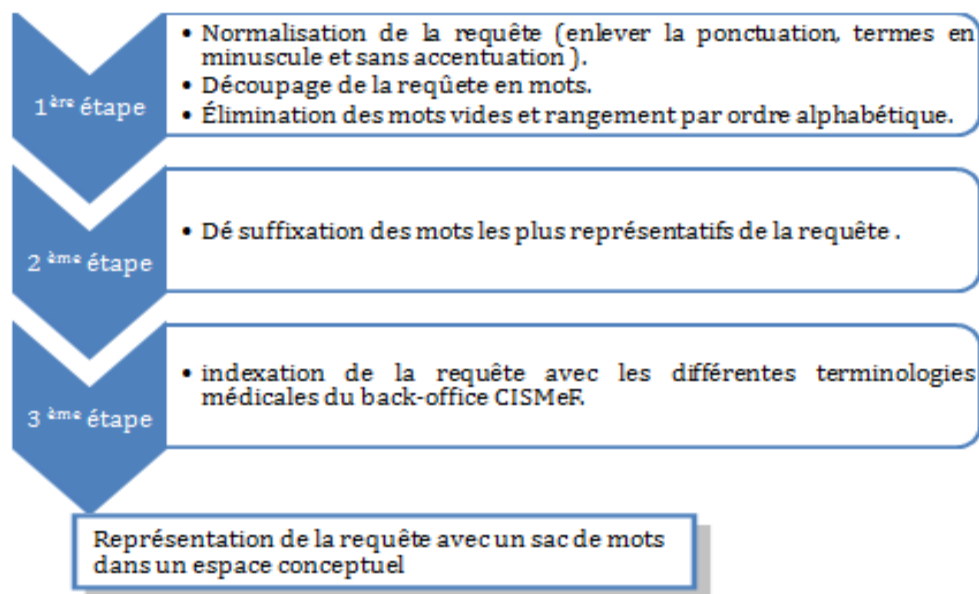 • Normalisation de la requête (enlever la ponctuation, termes en
minuscule et sans accentuation ).
1ère étape
• Découpage de la reqûete en mots.
• Élimination des mots vides et rangement par ordre alphabétique.
2 ème étape
• Dé suffixation des mots les plus représentatifs de la requête .
3 ème étape
• indexation de la requête avec les différentes terminologies
médicales du back-office CISMeF.
Représentation de la requête avec un sac de mots
dans un espace conceptuel